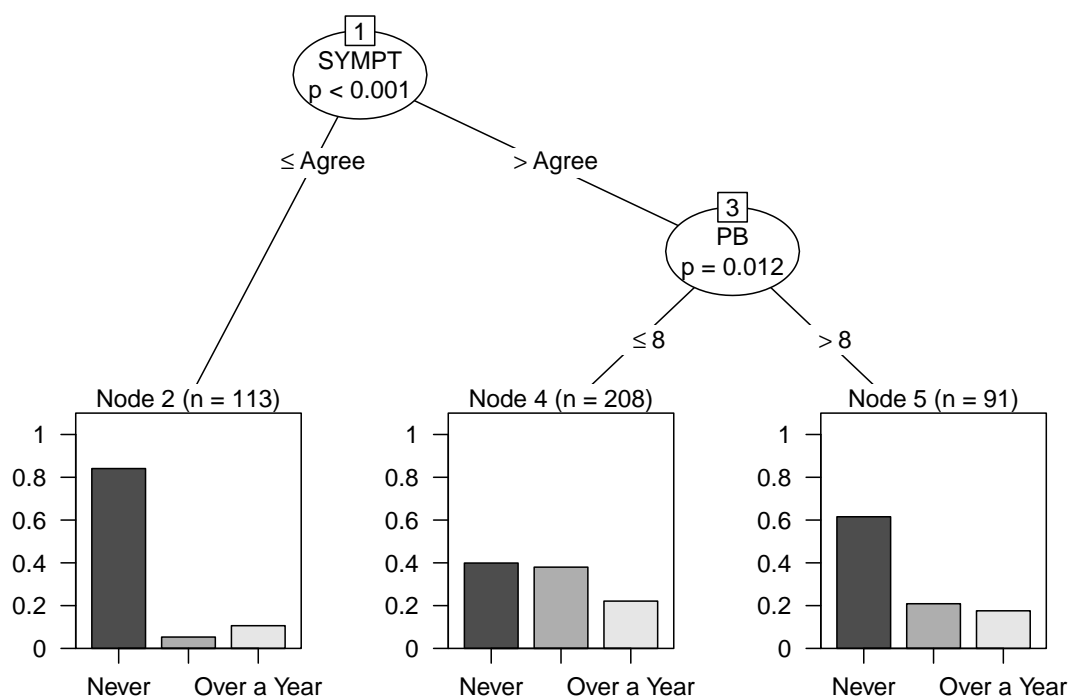 1
SYMPT
p < 0.001
≤ Agree
> Agree
3
PB
p = 0.012
≤ 8
> 8
Node 2 (n = 113)
1
0.8
0.6
0.4
0.2
0
Never
Over a Year
Node 4 (n = 208)
1
0.8
0.6
0.4
0.2
0
Never
Over a Year
Node 5 (n = 91)
1
0.8
0.6
0.4
0.2
0
Never
Over a Year